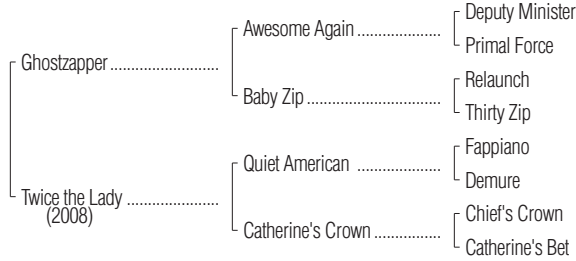 Deputy Minister
Awesome Again ..................
Primal Force
Ghostzapper ........................
Relaunch
Baby Zip .............................
Thirty Zip
Fappiano
Quiet American ..................
Demure
Twice the Lady ....................
(2008)
Chief's Crown
Catherine's Crown ..............
Catherine's Bet